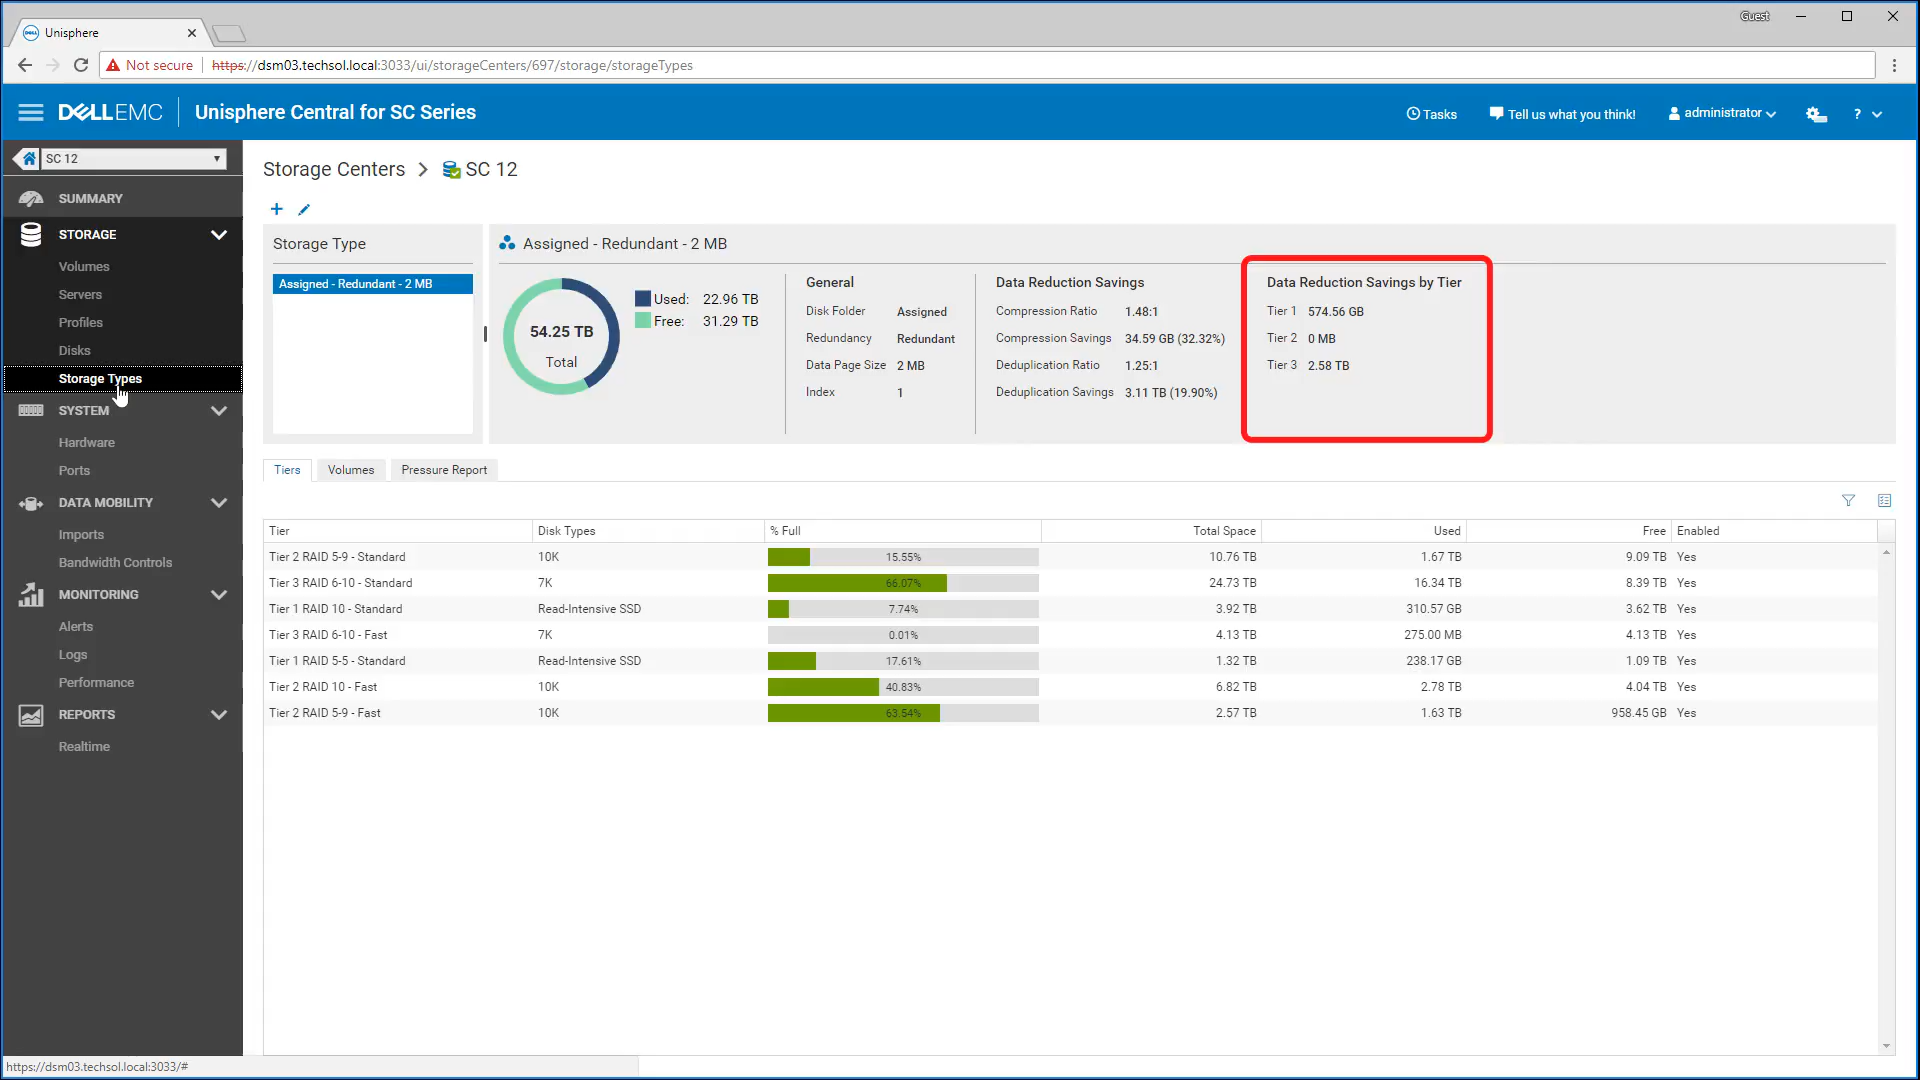 Unisphere
Guest
Not secure https://dsm03.techsol.local:3033/ui/storageCenters/697/storage/storageTypes
DELLEMC Unisphere Central for SC Series
Tasks Tell us what you think! administrator ?
SC 12
SUMMARY
STORAGE
Volumes
Servers
Profiles
Disks
Storage Types
SYSTEM
Hardware
Ports
DATA MOBILITY
Imports
Bandwidth Controls
MONITORING
Alerts
Logs
Performance
REPORTS
Realtime
Storage Centers > SC 12
Storage Type
Assigned - Redundant - 2 MB
Assigned - Redundant - 2 MB
54.25 TB
Total
Used: 22.96 TB
Free: 31.29 TB
General
Disk Folder Assigned
Redundancy Redundant
Data Page Size 2 MB
Index 1
Data Reduction Savings
Compression Ratio 1.48:1
Compression Savings 34.59 GB (32.32%)
Deduplication Ratio 1.25:1
Deduplication Savings 3.11 TB (19.90%)
Data Reduction Savings by Tier
Tier 1 574.56 GB
Tier 2 0 MB
Tier 3 2.58 TB
Tiers Volumes Pressure Report
Tier Disk Types % Full Total Space Used Free Enabled
Tier 2 RAID 5-9 - Standard 10K 15.55% 10.76 TB 1.67 TB 9.09 TB Yes
Tier 3 RAID 6-10 - Standard 7K 66.07% 24.73 TB 16.34 TB 8.39 TB Yes
Tier 1 RAID 10 - Standard Read-Intensive SSD 7.74% 3.92 TB 310.57 GB 3.62 TB Yes
Tier 3 RAID 6-10 - Fast 7K 0.01% 4.13 TB 275.00 MB 4.13 TB Yes
Tier 1 RAID 5-5 - Standard Read-Intensive SSD 17.61% 1.32 TB 238.17 GB 1.09 TB Yes
Tier 2 RAID 10 - Fast 10K 40.83% 6.82 TB 2.78 TB 4.04 TB Yes
Tier 2 RAID 5-9 - Fast 10K 63.54% 2.57 TB 1.63 TB 958.45 GB Yes
https://dsm03.techsol.local:3033/#